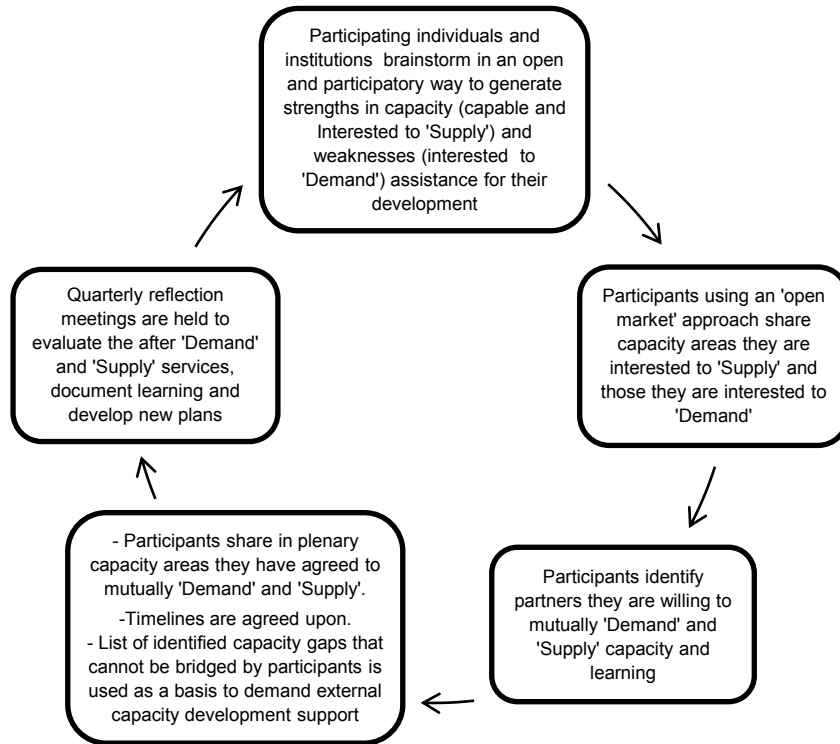 Participating individuals and
institutions brainstorm in an open
and participatory way to generate
strengths in capacity (capable and
Interested to 'Supply') and
weaknesses (interested to
'Demand') assistance for their
development
Participants using an 'open
market' approach share
capacity areas they are
interested to 'Supply' and
those they are interested to
'Demand'
Participants identify
partners they are willing to
mutually 'Demand' and
'Supply' capacity and
learning
- Participants share in plenary
capacity areas they have agreed to
mutually 'Demand' and 'Supply'.
-Timelines are agreed upon.
- List of identified capacity gaps that
cannot be bridged by participants is
used as a basis to demand external
capacity development support
Quarterly reflection
meetings are held to
evaluate the after 'Demand'
and 'Supply' services,
document learning and
develop new plans